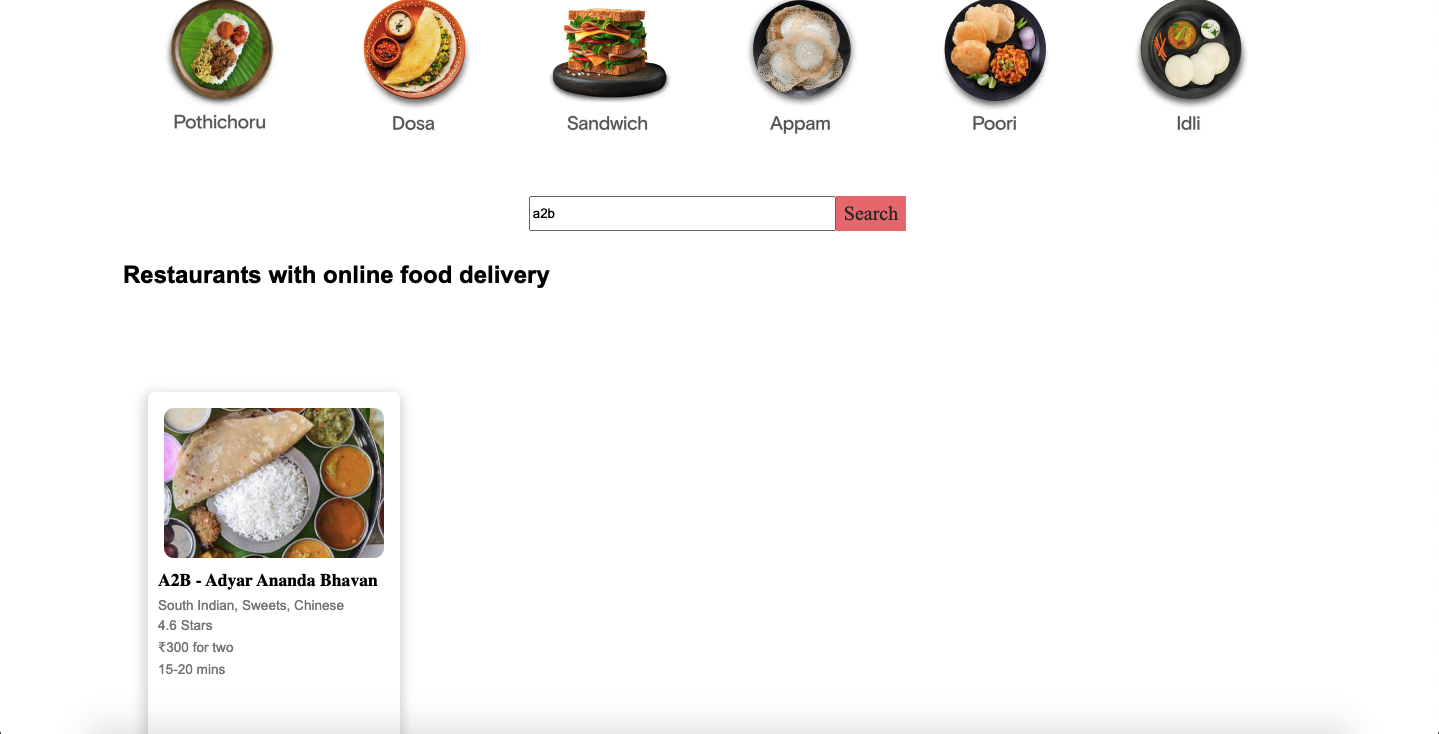 Pothichoru
Dosa
Sandwich
Appam
Poori
Idli
a2b
Search
Restaurants with online food delivery
A2B - Adyar Ananda Bhavan
South Indian, Sweets, Chinese
4.6 Stars
₹300 for two
15-20 mins